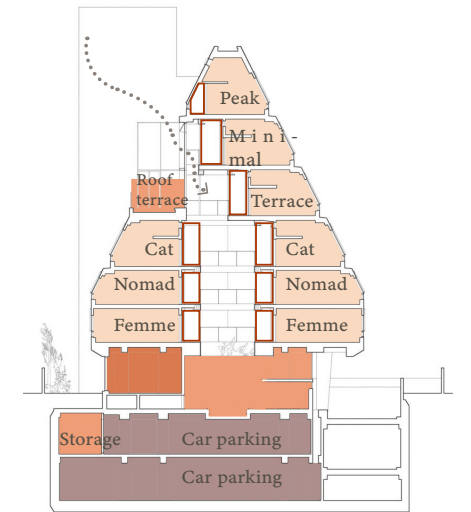 Peak
M i n i -
mal
Roof
terrace
Terrace
Cat
Cat
Nomad
Nomad
Femme
Femme
Storage
Car parking
Car parking